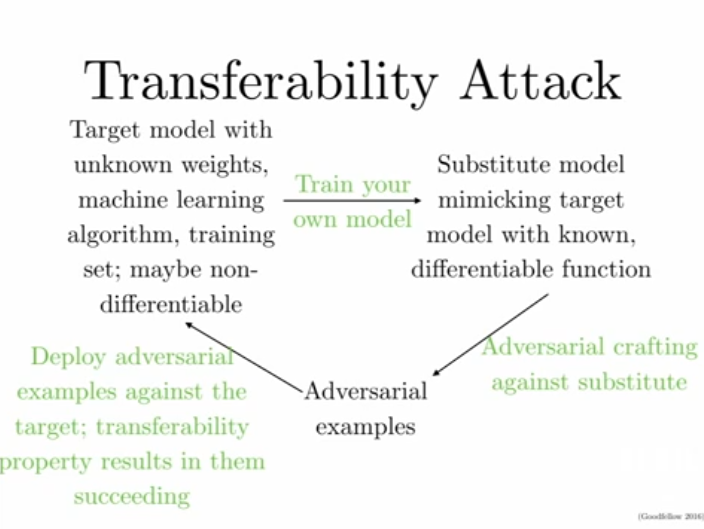 Transferability Attack
Target model with
unknown weights,
machine learning
algorithm, training
set; maybe non-
differentiable
Train your
own model
Substitute model
mimicking target
model with known,
differentiable function
Adversarial crafting
against substitute
Adversarial
examples
Deploy adversarial
examples against the
target; transferability
property results in them
succeeding
(Goodfellow 2016)